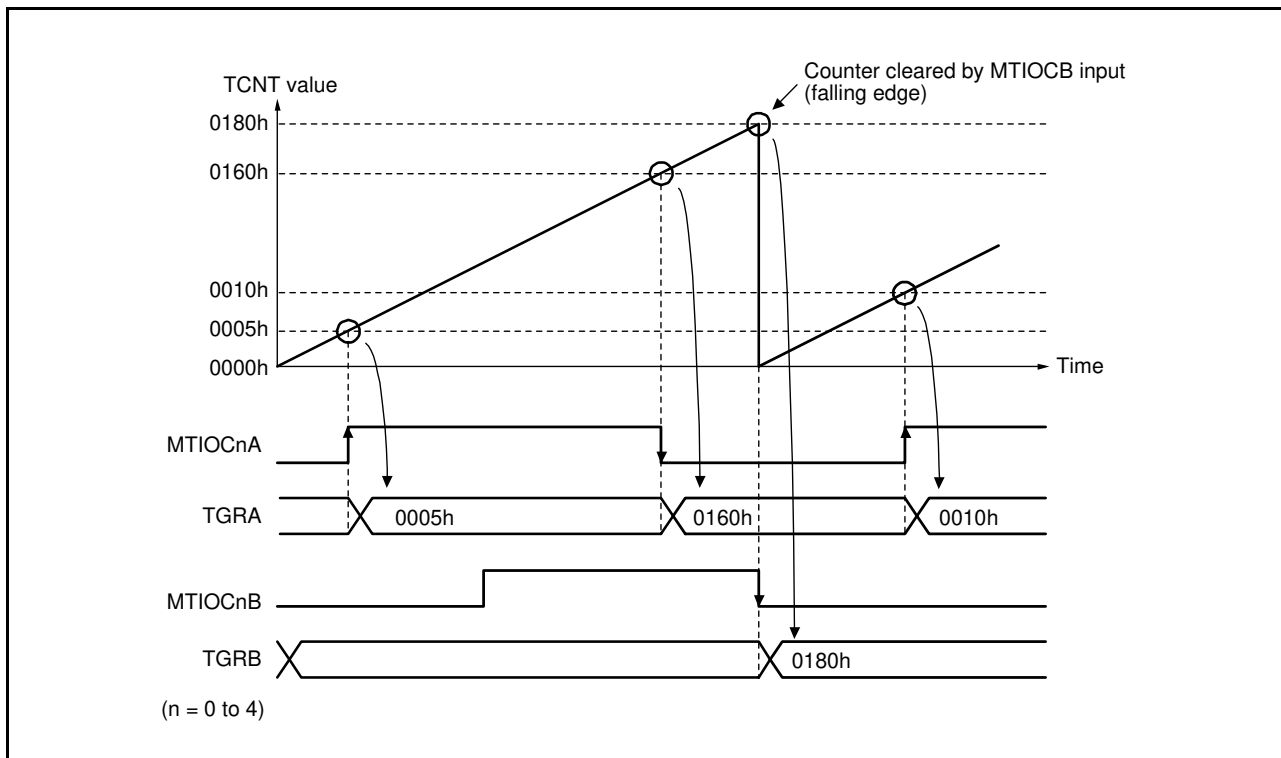 Counter cleared by MTIOCB input
(falling edge)
TCNT value
0180h
0160h
0010h
0005h
0000h
Time
MTIOCnA
TGRA
0005h
0160h
0010h
MTIOCnB
TGRB
0180h
(n = 0 to 4)